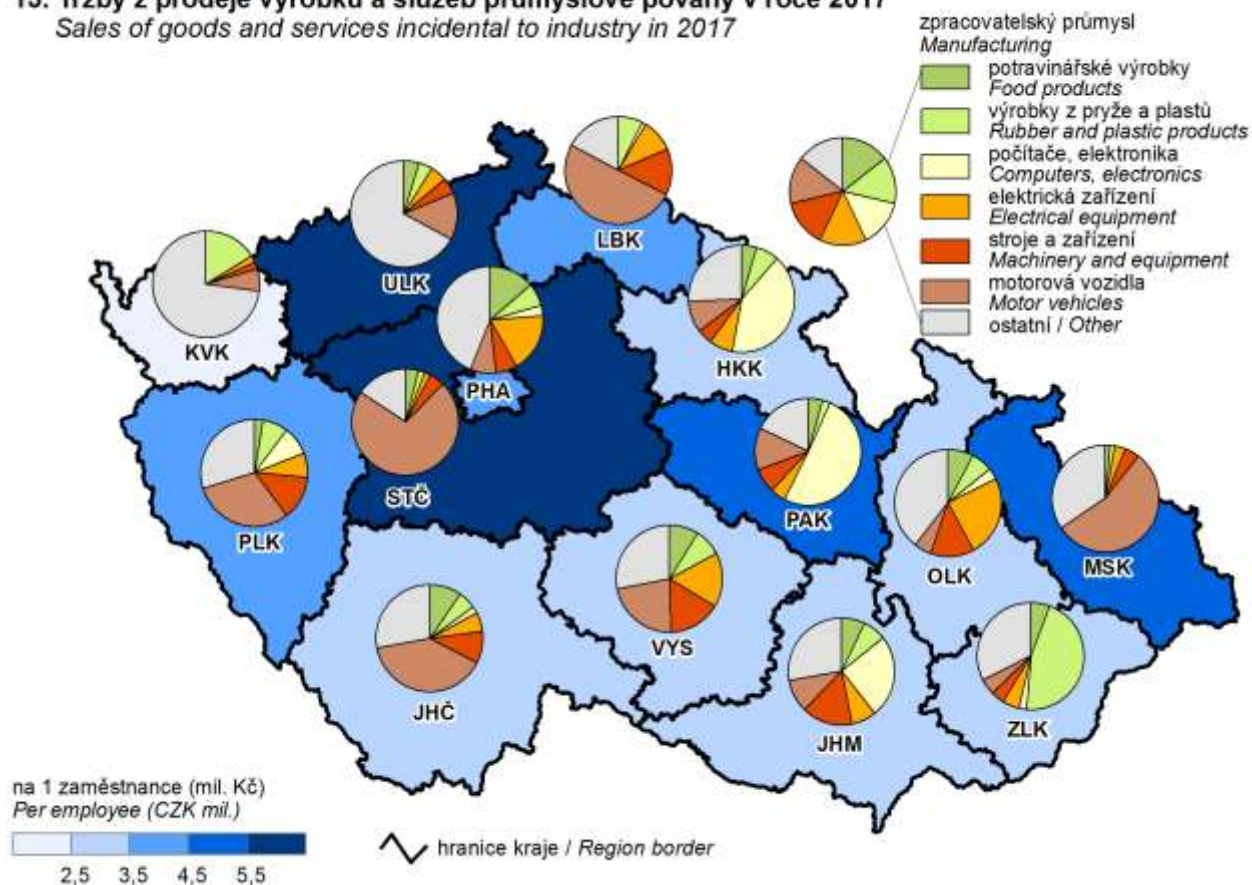 13. Tržby z prodeje výrobků a služeb průmyslové povahy v roce 2017
Sales of goods and services incidental to industry in 2017
zpracovatelský průmysl
Manufacturing
potravinářské výrobky
Food products
výrobky z pryže a plastů
Rubber and plastic products
počítače, elektronika
Computers, electronics
elektrická zařízení
Electrical equipment
stroje a zařízení
Machinery and equipment
motorová vozidla
Motor vehicles
ostatní / Other
LBK
ULK
KVK
HKK
PHA
STČ
PLK
PAK
OLK
MSK
VYS
JHČ
JHM
ZLK
na 1 zaměstnance (mil. Kč)
Per employee (CZK mil.)
2,5 3,5 4,5 5,5
hranice kraje / Region border